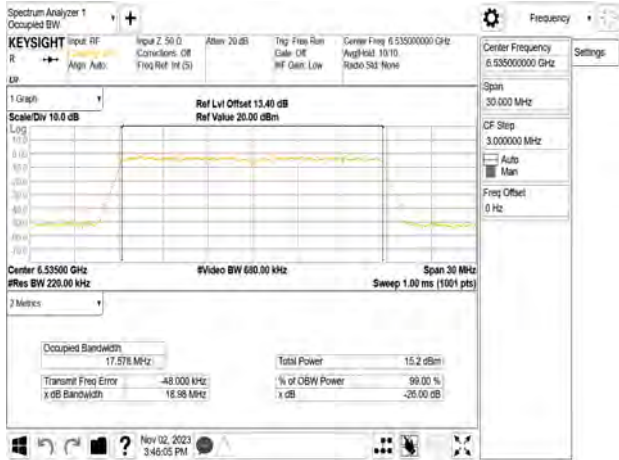 Spectrum Analyzer 1
Occupied BW
Frequency
KEYSIGHT
Input: RF
Input Z: 50 Ω
Atten: 20 dB
Trig: Free Run
Center Freq: 6.535000000 GHz
R
Corrections: Off
Gate: Off
Avg|Hold: 10/10
Align: Auto
Freq Ref: Int (S)
#IF Gain: Low
Radio Std: None
Center Frequency
6.535000000 GHz
Settings
Span
30.000 MHz
CF Step
3.000000 MHz
Auto
Man
Freq Offset
0 Hz
1 Graph
Scale/Div 10.0 dB
Ref Lvl Offset 13.40 dB
Ref Value 20.00 dBm
Log
10.0
0.00
Center 6.53500 GHz
#Video BW 680.00 kHz
Span 30 MHz
#Res BW 220.00 kHz
Sweep 1.00 ms (1001 pts)
2 Metrics
Occupied Bandwidth
17.578 MHz
Total Power
15.2 dBm
Transmit Freq Error
-48.000 kHz
% of OBW Power
99.00 %
x dB Bandwidth
18.98 MHz
x dB
-26.00 dB
?
Nov 02, 2023
3:46:05 PM